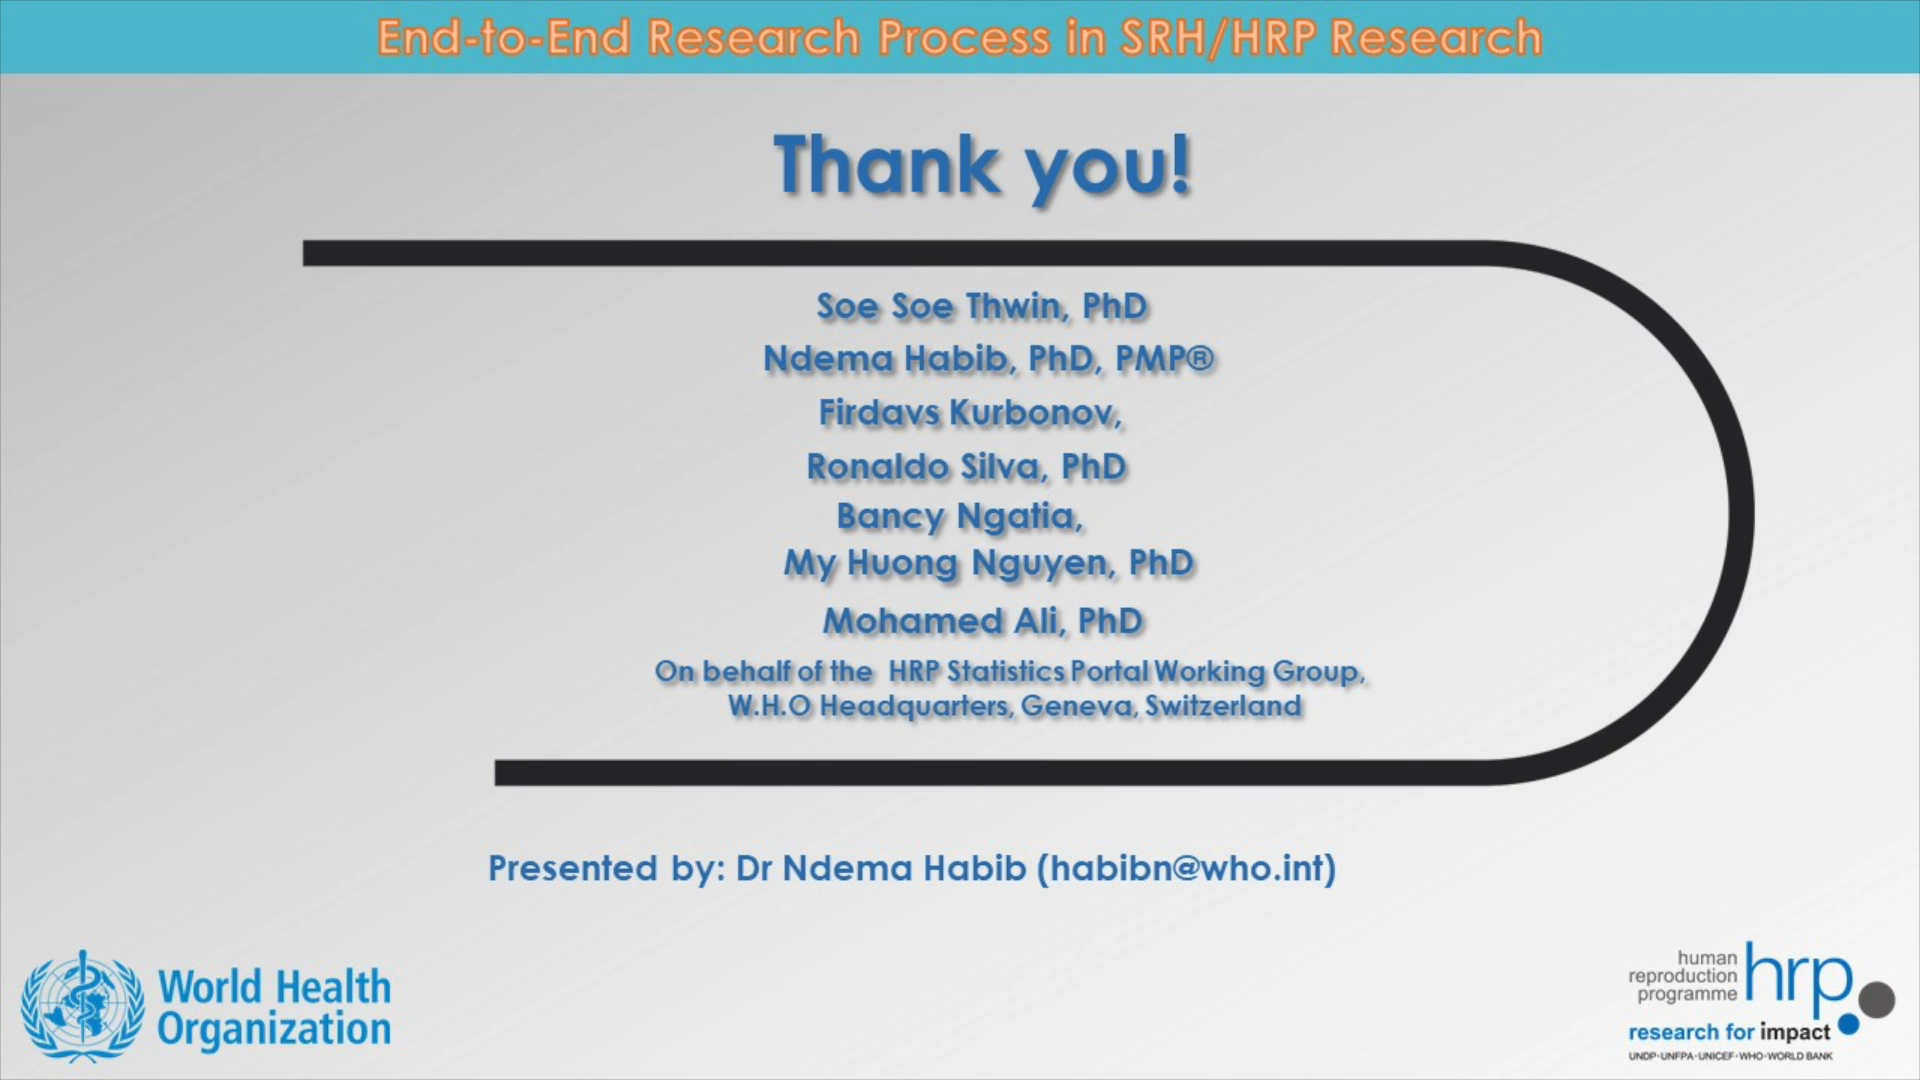 End-to-End Research Process in SRH/HRP Research
Thank you!
Soe Soe Thwin, PhD
Ndema Habib, PhD, PMP®
Firdavs Kurbonov,
Ronaldo Silva, PhD
Bancy Ngatia,
My Huong Nguyen, PhD
Mohamed Ali, PhD
On behalf of the HRP Statistics Portal Working Group,
W.H.O Headquarters, Geneva, Switzerland
Presented by: Dr Ndema Habib (habibn@who.int)
World Health
Organization
human
reproduction
programme
hrp
research for impact
UNDP·UNFPA·UNICEF·WHO·WORLD BANK